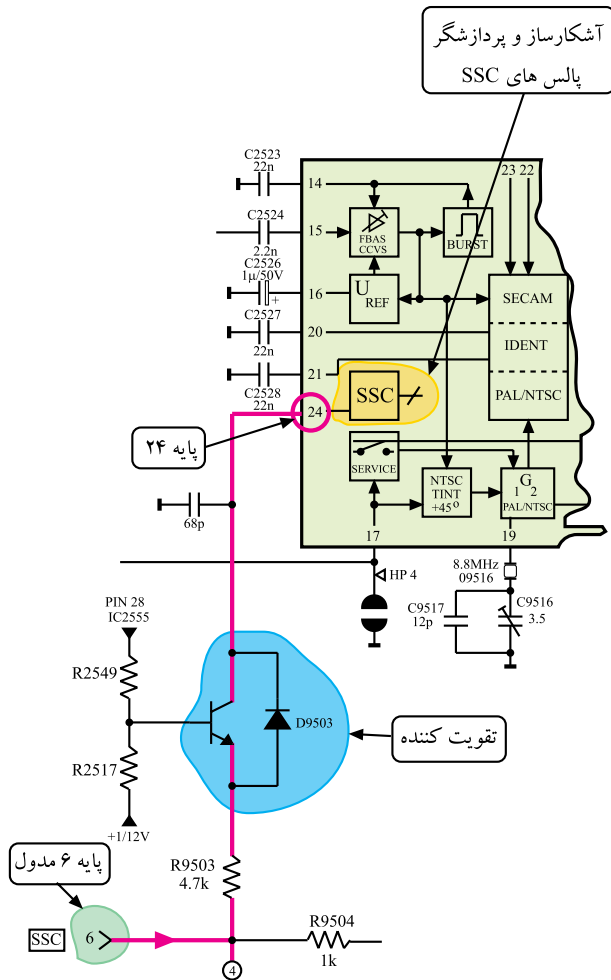 آشکارساز و پردازشگر
پالس های SSC
C2523
22n
14
23 22
C2524
2.2n
15
FBAS
CCVS
BURST
C2526
1µ/50V
+
16
U
REF
SECAM
C2527
22n
20
IDENT
21
C2528
22n
SSC
PAL/NTSC
24
پایه ۲۴
SERVICE
NTSC
TINT
+45°
G
1 2
PAL/NTSC
68p
17
19
HP 4
8.8MHz
09516
C9517
12p
C9516
3.5
PIN 28
IC2555
R2549
D9503
تقویت کننده
R2517
+1/12V
R9503
4.7k
پایه ۶ مدول
SSC
6
R9504
1k
4